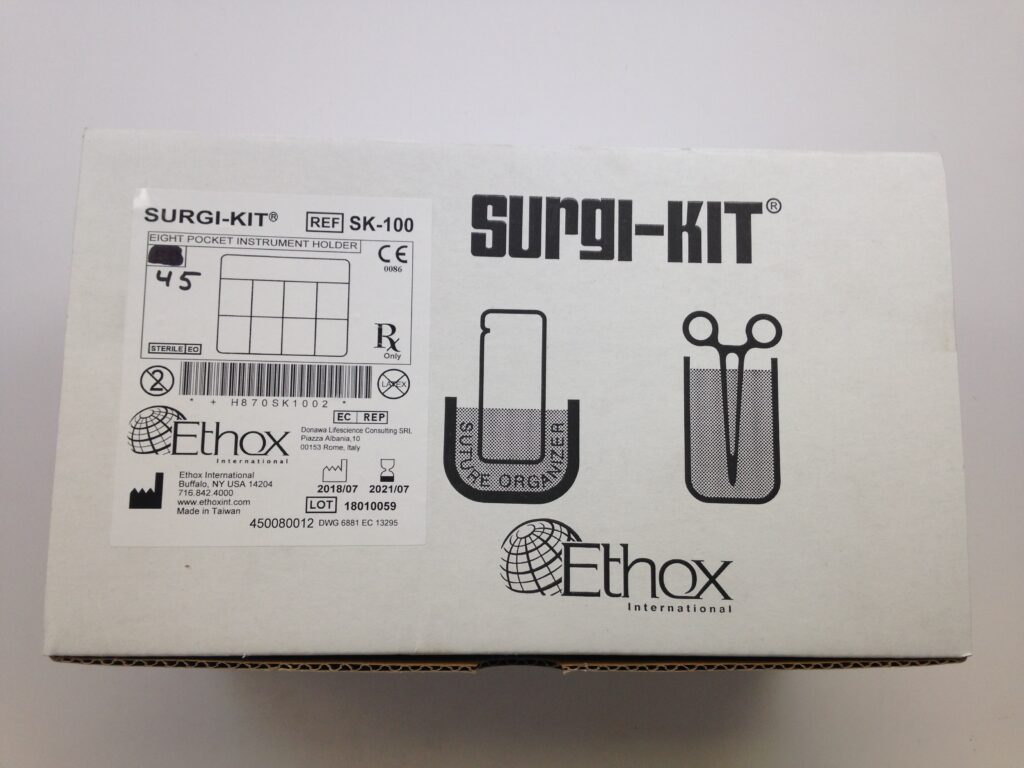 SURGI-KIT® REF SK-100
EIGHT POCKET INSTRUMENT HOLDER
45
CE
0086
Rx
Only
STERILE EO
2
LATEX
* + H870SK1002 *
EC REP
Ethox
International
Donawa Lifescience Consulting SRL
Piazza Albania,10
00153 Rome, Italy
Ethox International
Buffalo, NY USA 14204
716.842.4000
www.ethoxint.com
Made in Taiwan
2018/07 2021/07
LOT 18010059
450080012 DWG 6881 EC 13295
SURGI-KIT®
SUTURE ORGANIZER
Ethox
International